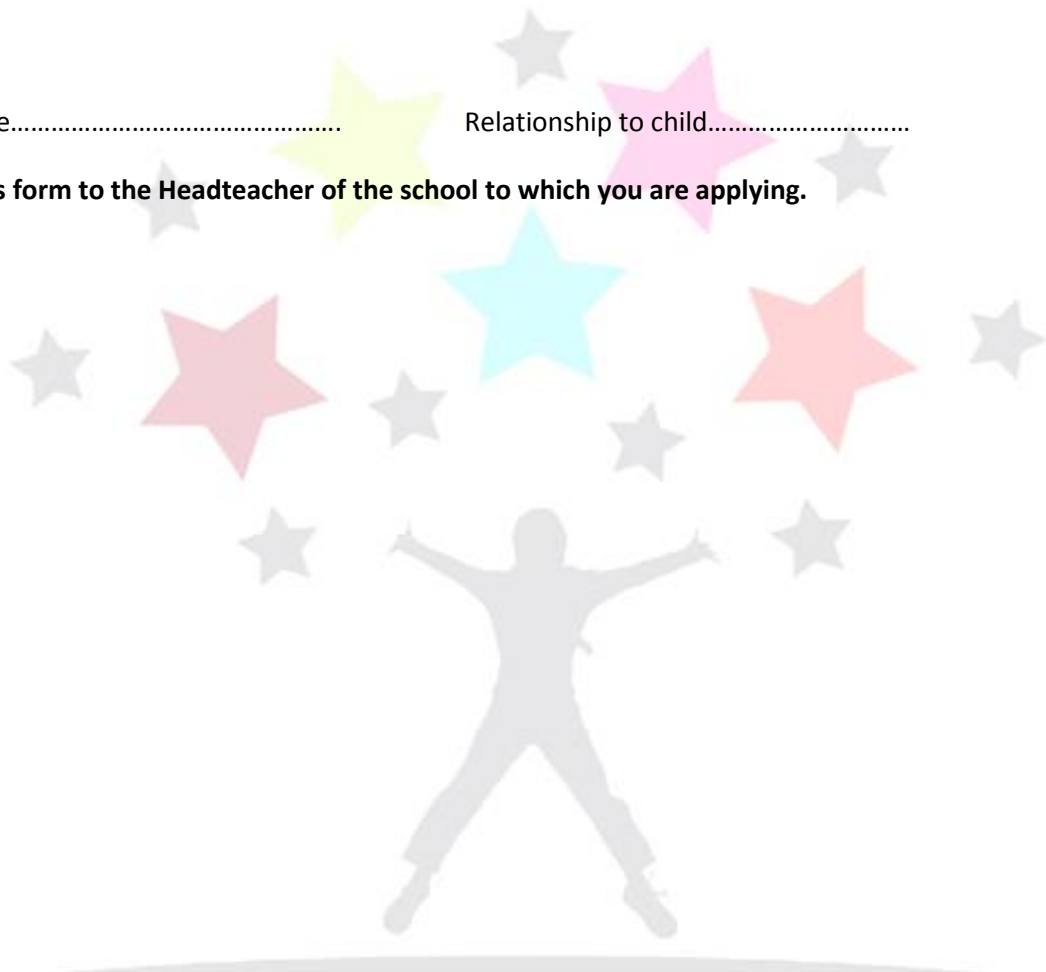 e…………………………………………. Relationship to child…………………………
s form to the Headteacher of the school to which you are applying.